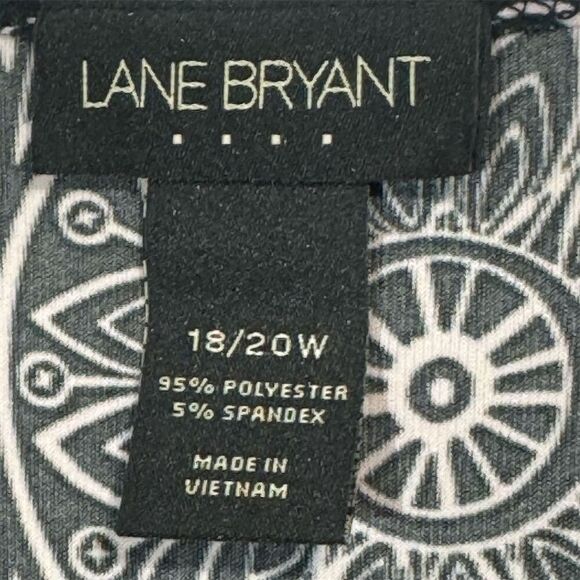 LANE BRYANT
18/20W
95% POLYESTER
5% SPANDEX
MADE IN
VIETNAM